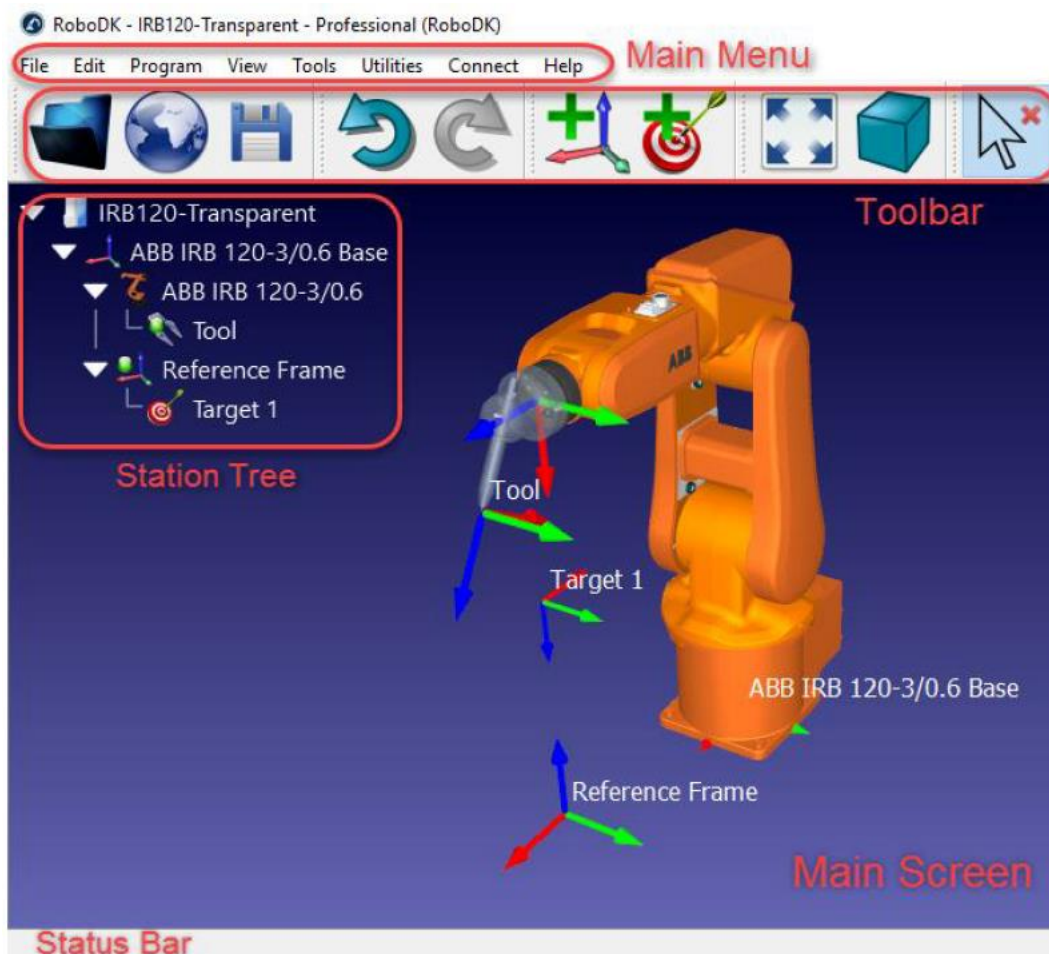 RoboDK - IRB120-Transparent - Professional (RoboDK)
File Edit Program View Tools Utilities Connect Help
Main Menu
Toolbar
IRB120-Transparent
ABB IRB 120-3/0.6 Base
ABB IRB 120-3/0.6
Tool
Reference Frame
Target 1
Station Tree
ABB
Tool
Target 1
ABB IRB 120-3/0.6 Base
Reference Frame
Main Screen
Status Bar